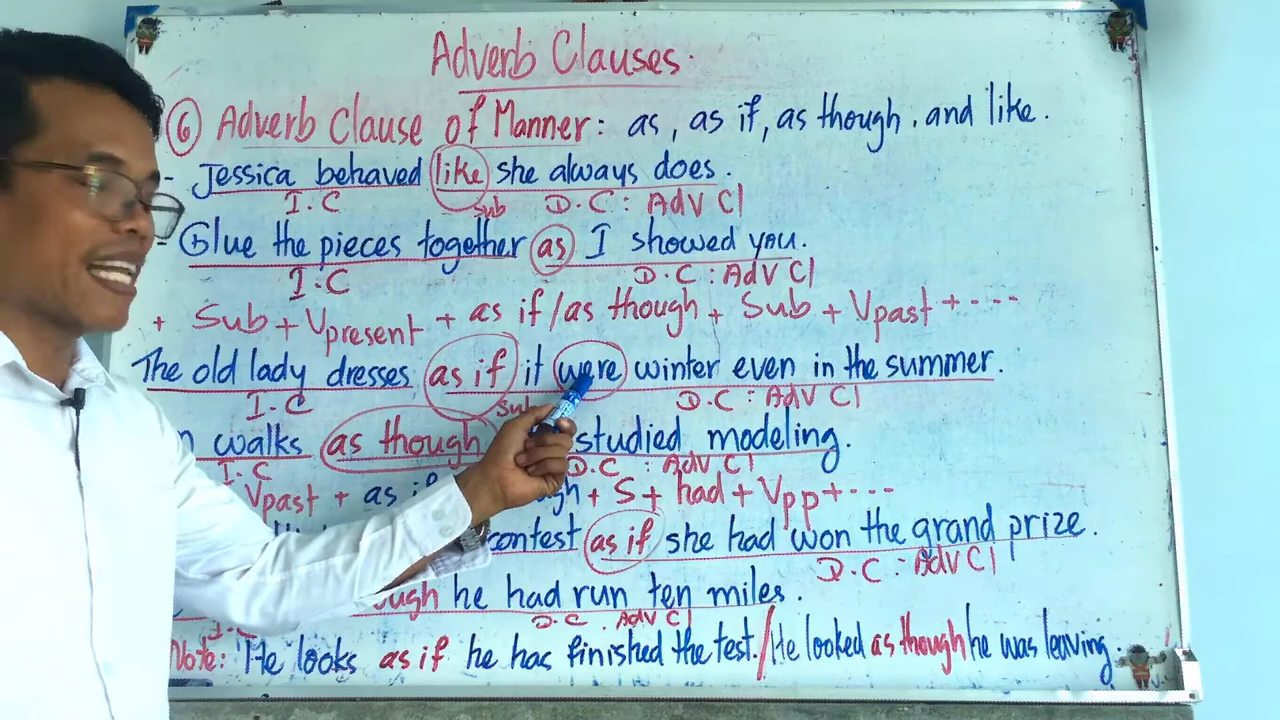 Adverb Clauses.
6 Adverb Clause of Manner: as, as if, as though, and like.
- Jessica behaved like she always does.
I.C Sub D.C : Adv Cl
- Glue the pieces together as I showed you.
I.C D.C : Adv Cl
+ Sub + Vpresent + as if/as though + Sub + Vpast + ....
The old lady dresses as if it were winter even in the summer.
I.C Sub D.C : Adv Cl
walks as though studied modeling.
I.C D.C : Adv Cl
Vpast + as + S + had + Vpp + ...
contest as if she had won the grand prize.
D.C : Adv Cl
he had run ten miles.
I.C D.C : Adv Cl
Note: He looks as if he has finished the test./He looked as though he was leaving.